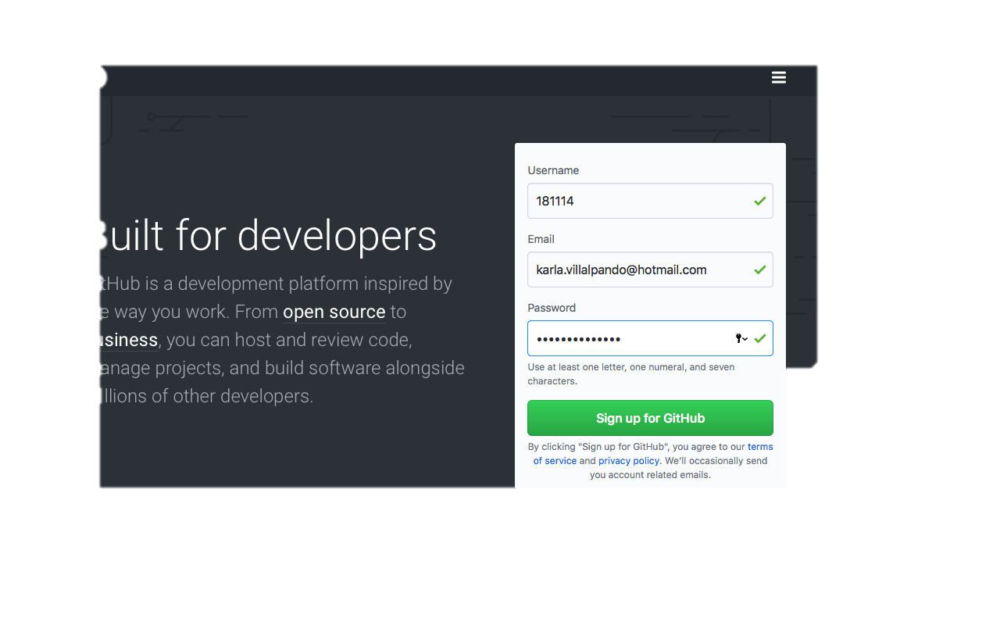 uilt for developers
tHub is a development platform inspired by
e way you work. From open source to
usiness, you can host and review code,
anage projects, and build software alongside
illions of other developers.
Username
181114
Email
karla.villalpando@hotmail.com
Password
••••••••••••••
Use at least one letter, one numeral, and seven
characters.
Sign up for GitHub
By clicking "Sign up for GitHub", you agree to our terms
of service and privacy policy. We’ll occasionally send
you account related emails.